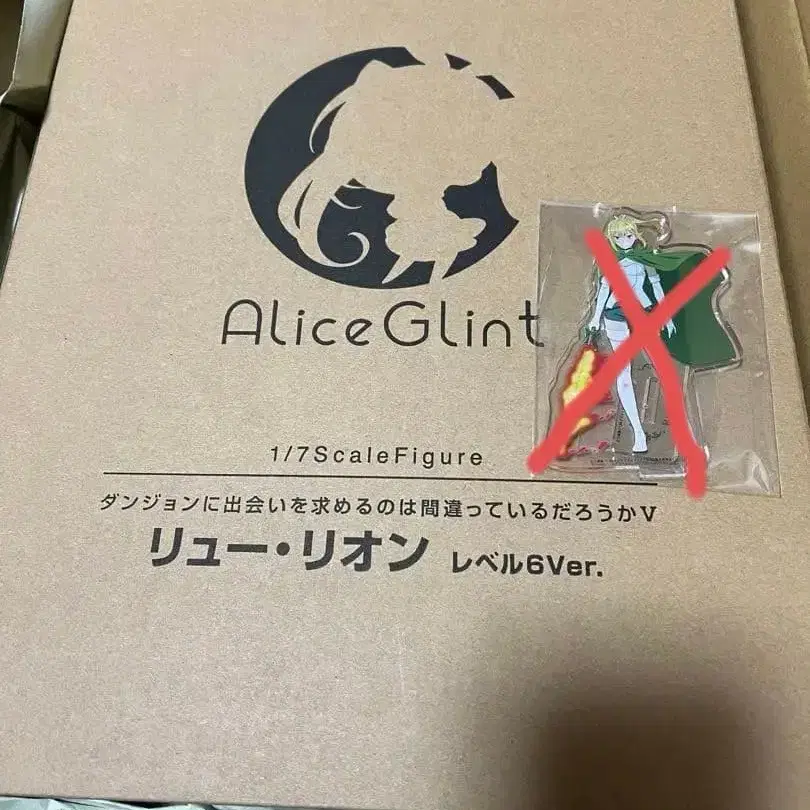 AliceGlint
1/7ScaleFigure
ダンジョンに出会いを求めるのは間違っているだろうかⅤ
リュー・リオン レベル6Ver.